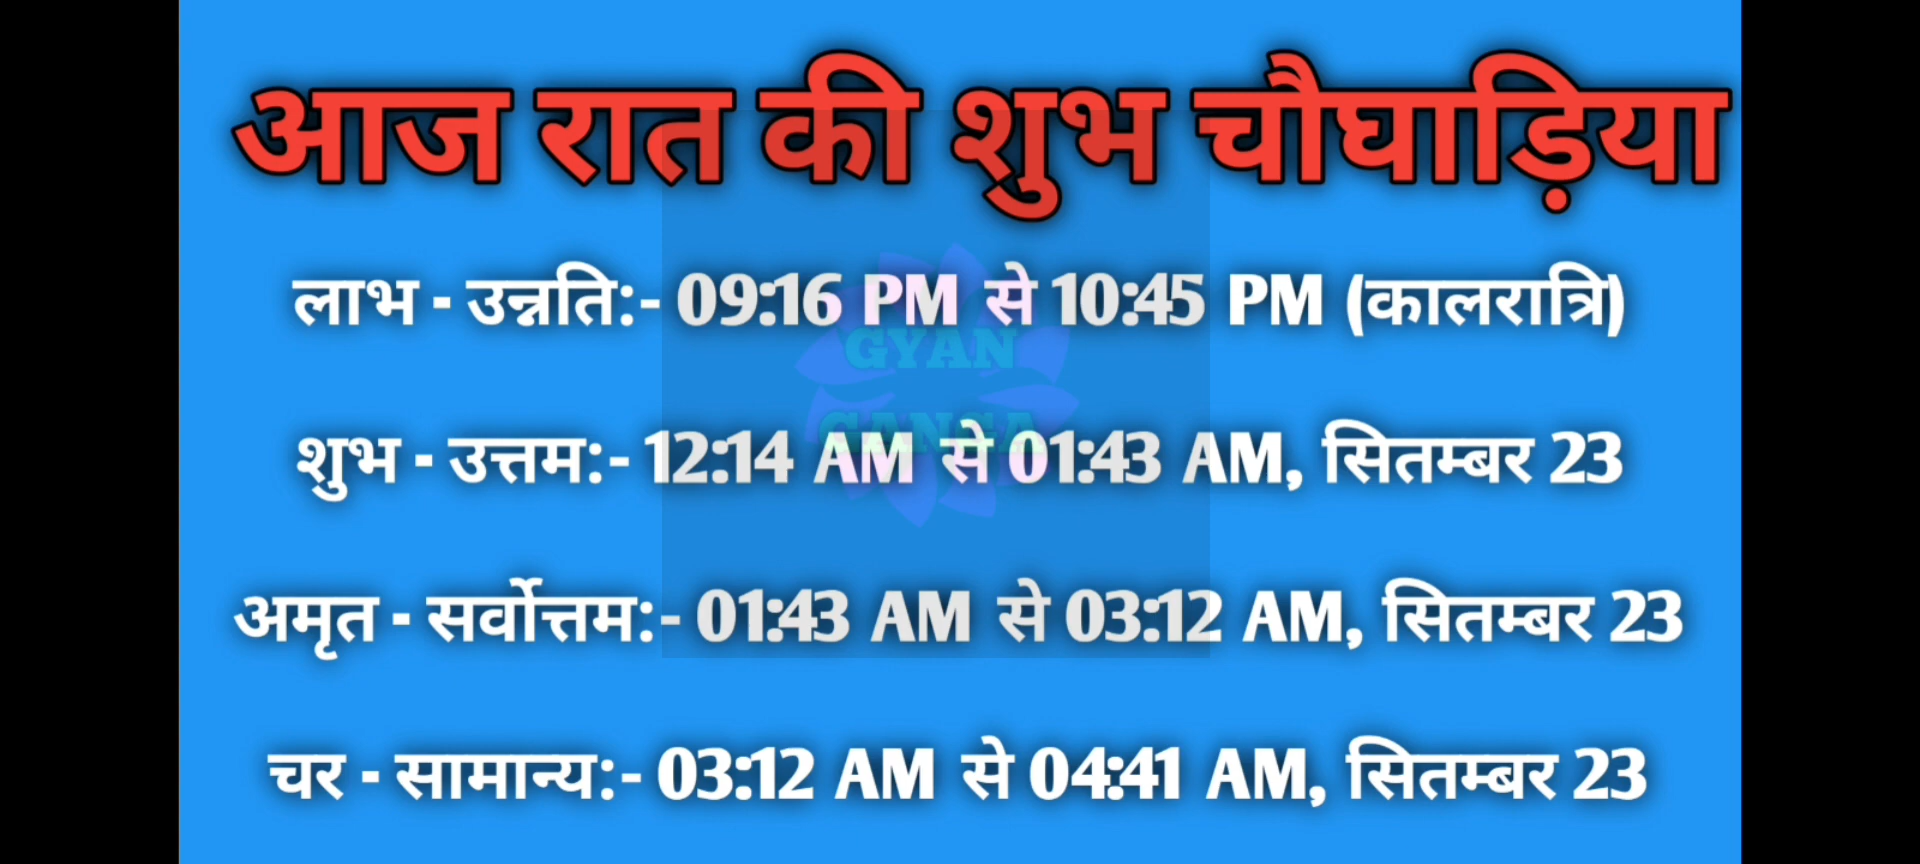 आज रात की शुभ चौघाड़िया
लाभ - उन्नति:- 09:16 PM से 10:45 PM (कालरात्रि)
GYAN
GANGA
शुभ - उत्तम:- 12:14 AM से 01:43 AM, सितम्बर 23
अमृत - सर्वोत्तम:- 01:43 AM से 03:12 AM, सितम्बर 23
चर - सामान्य:- 03:12 AM से 04:41 AM, सितम्बर 23